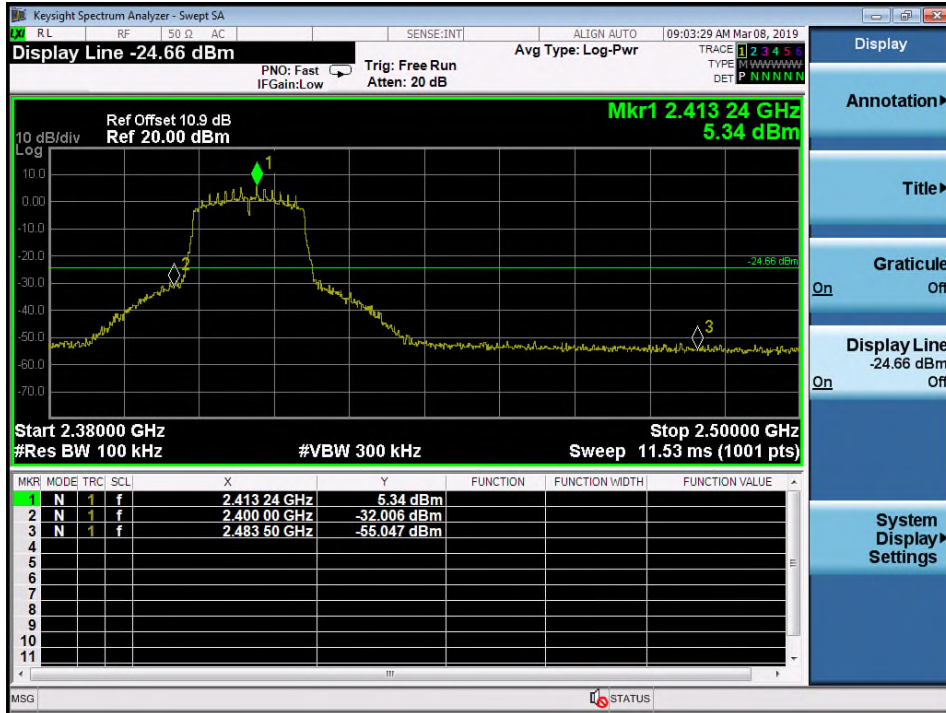 Keysight Spectrum Analyzer - Swept SA
LXI RL RF 50 Ω AC SENSE:INT ALIGN AUTO 09:03:29 AM Mar 08, 2019
Display Line -24.66 dBm
PNO: Fast
IFGain:Low
Trig: Free Run
Atten: 20 dB
Avg Type: Log-Pwr
TRACE 1 2 3 4 5 6
TYPE M W W W W W
DET P N N N N N
Mkr1 2.413 24 GHz
5.34 dBm
Ref Offset 10.9 dB
10 dB/div Ref 20.00 dBm
Log
10.0
0.00
-10.0
-20.0
-30.0
-40.0
-50.0
-60.0
-70.0
1
2
3
-24.66 dBm
Start 2.38000 GHz Stop 2.50000 GHz
#Res BW 100 kHz #VBW 300 kHz Sweep 11.53 ms (1001 pts)
MKR MODE TRC SCL X Y FUNCTION FUNCTION WIDTH FUNCTION VALUE
1 N 1 f 2.413 24 GHz 5.34 dBm
2 N 1 f 2.400 00 GHz -32.006 dBm
3 N 1 f 2.483 50 GHz -55.047 dBm
4
5
6
7
8
9
10
11
MSG STATUS
Display
Annotation
Title
Graticule
On Off
Display Line
-24.66 dBm
On Off
System
Display
Settings